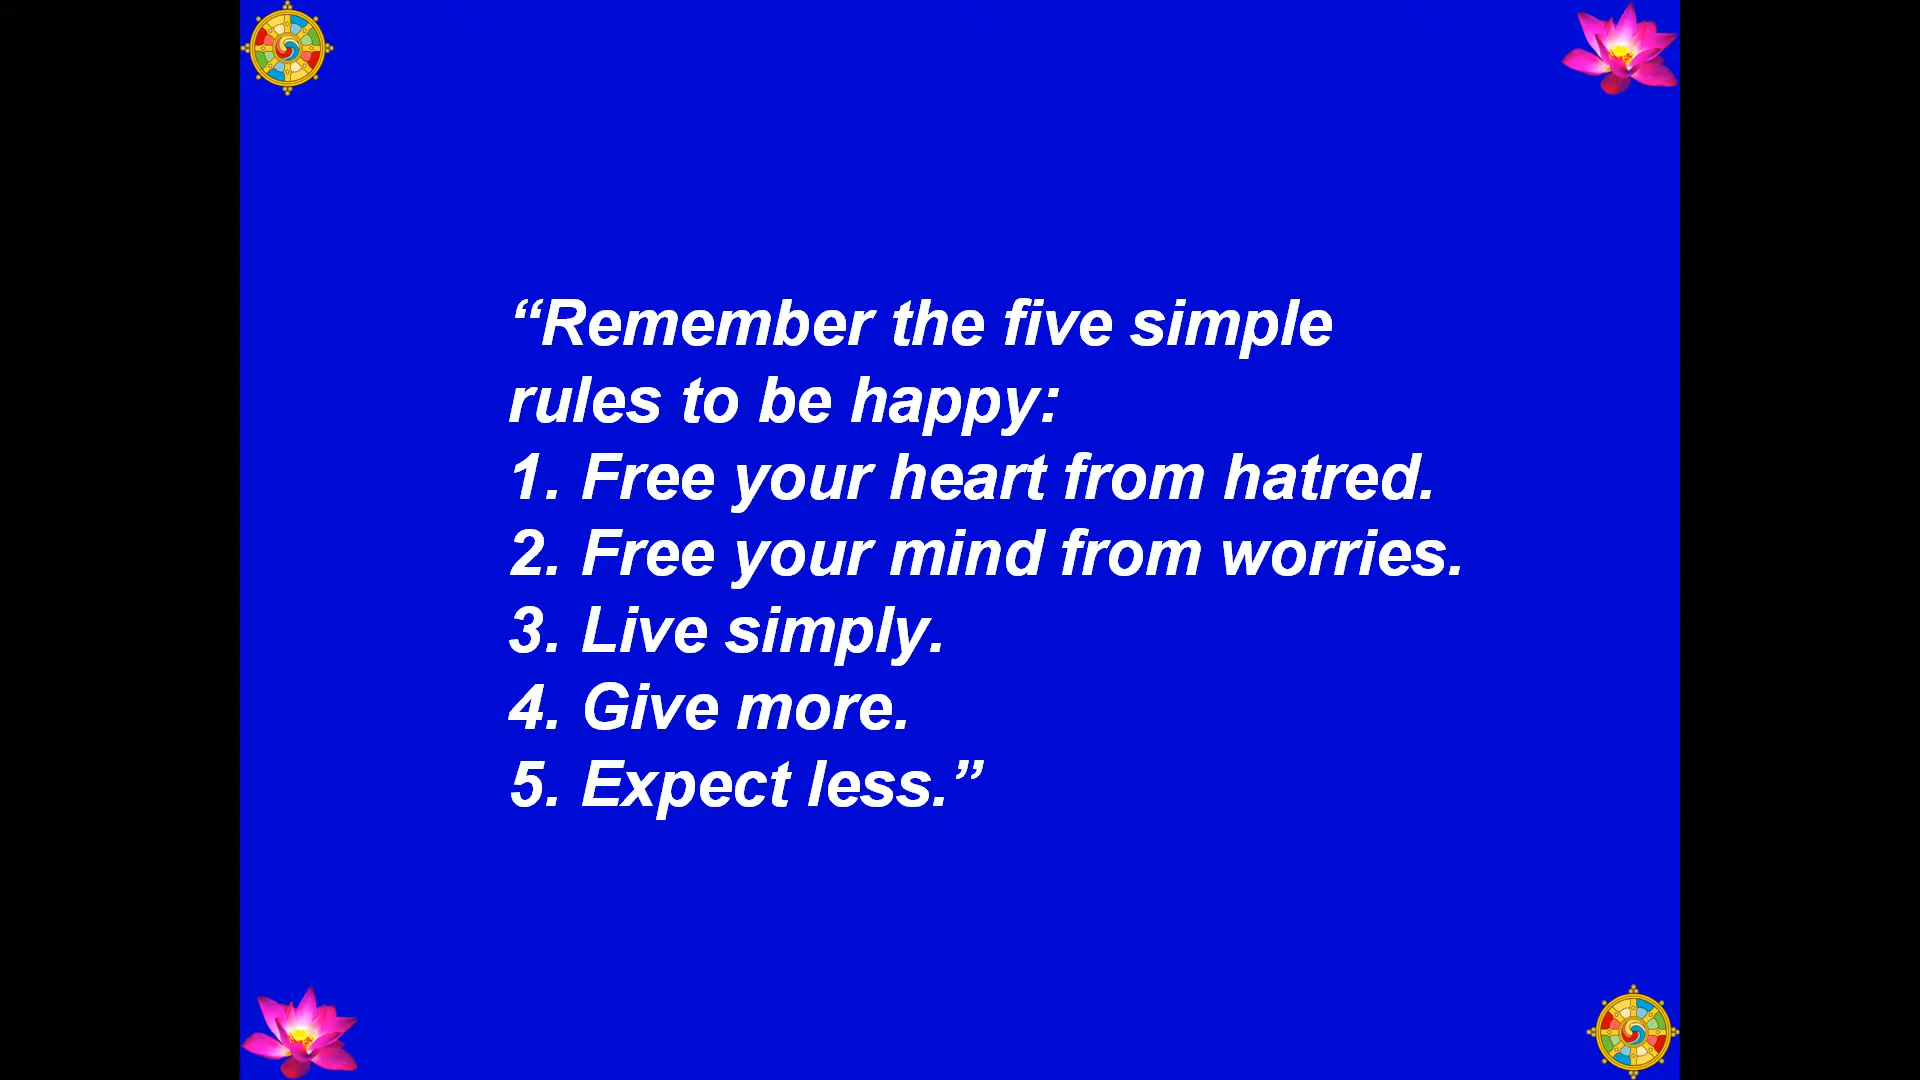 “Remember the five simple
rules to be happy:
1. Free your heart from hatred.
2. Free your mind from worries.
3. Live simply.
4. Give more.
5. Expect less.”